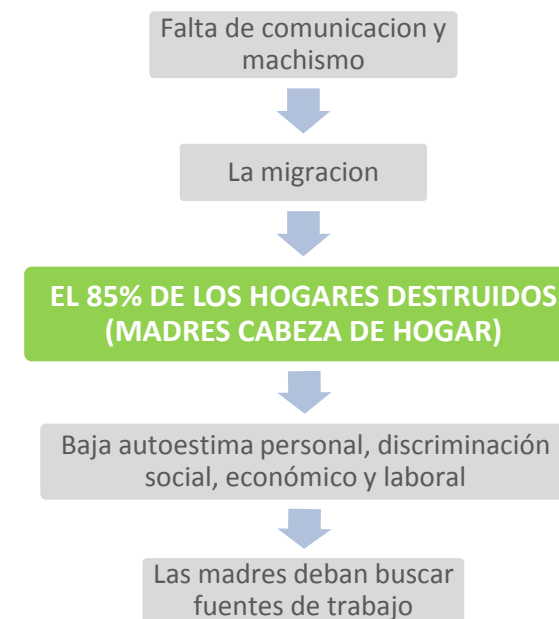 Falta de comunicacion y
machismo
La migracion
EL 85% DE LOS HOGARES DESTRUIDOS
(MADRES CABEZA DE HOGAR)
Baja autoestima personal, discriminación
social, económico y laboral
Las madres deban buscar
fuentes de trabajo